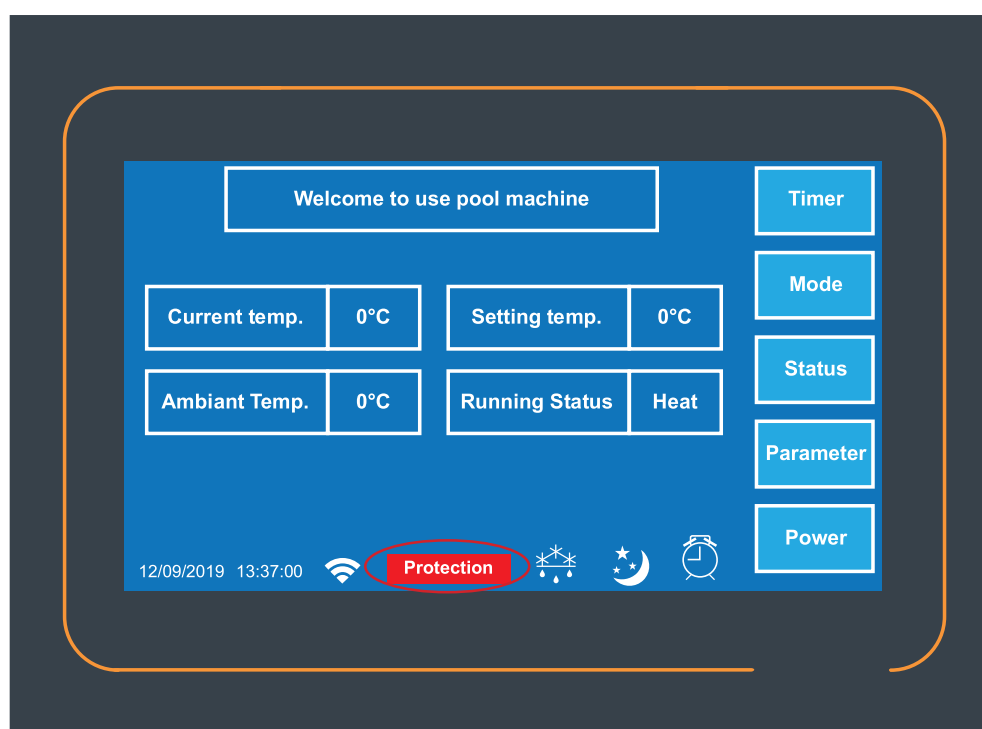 Welcome to use pool machine
Timer
Mode
Current temp. 0°C
Setting temp. 0°C
Status
Ambiant Temp. 0°C
Running Status Heat
Parameter
Power
12/09/2019 13:37:00
Protection